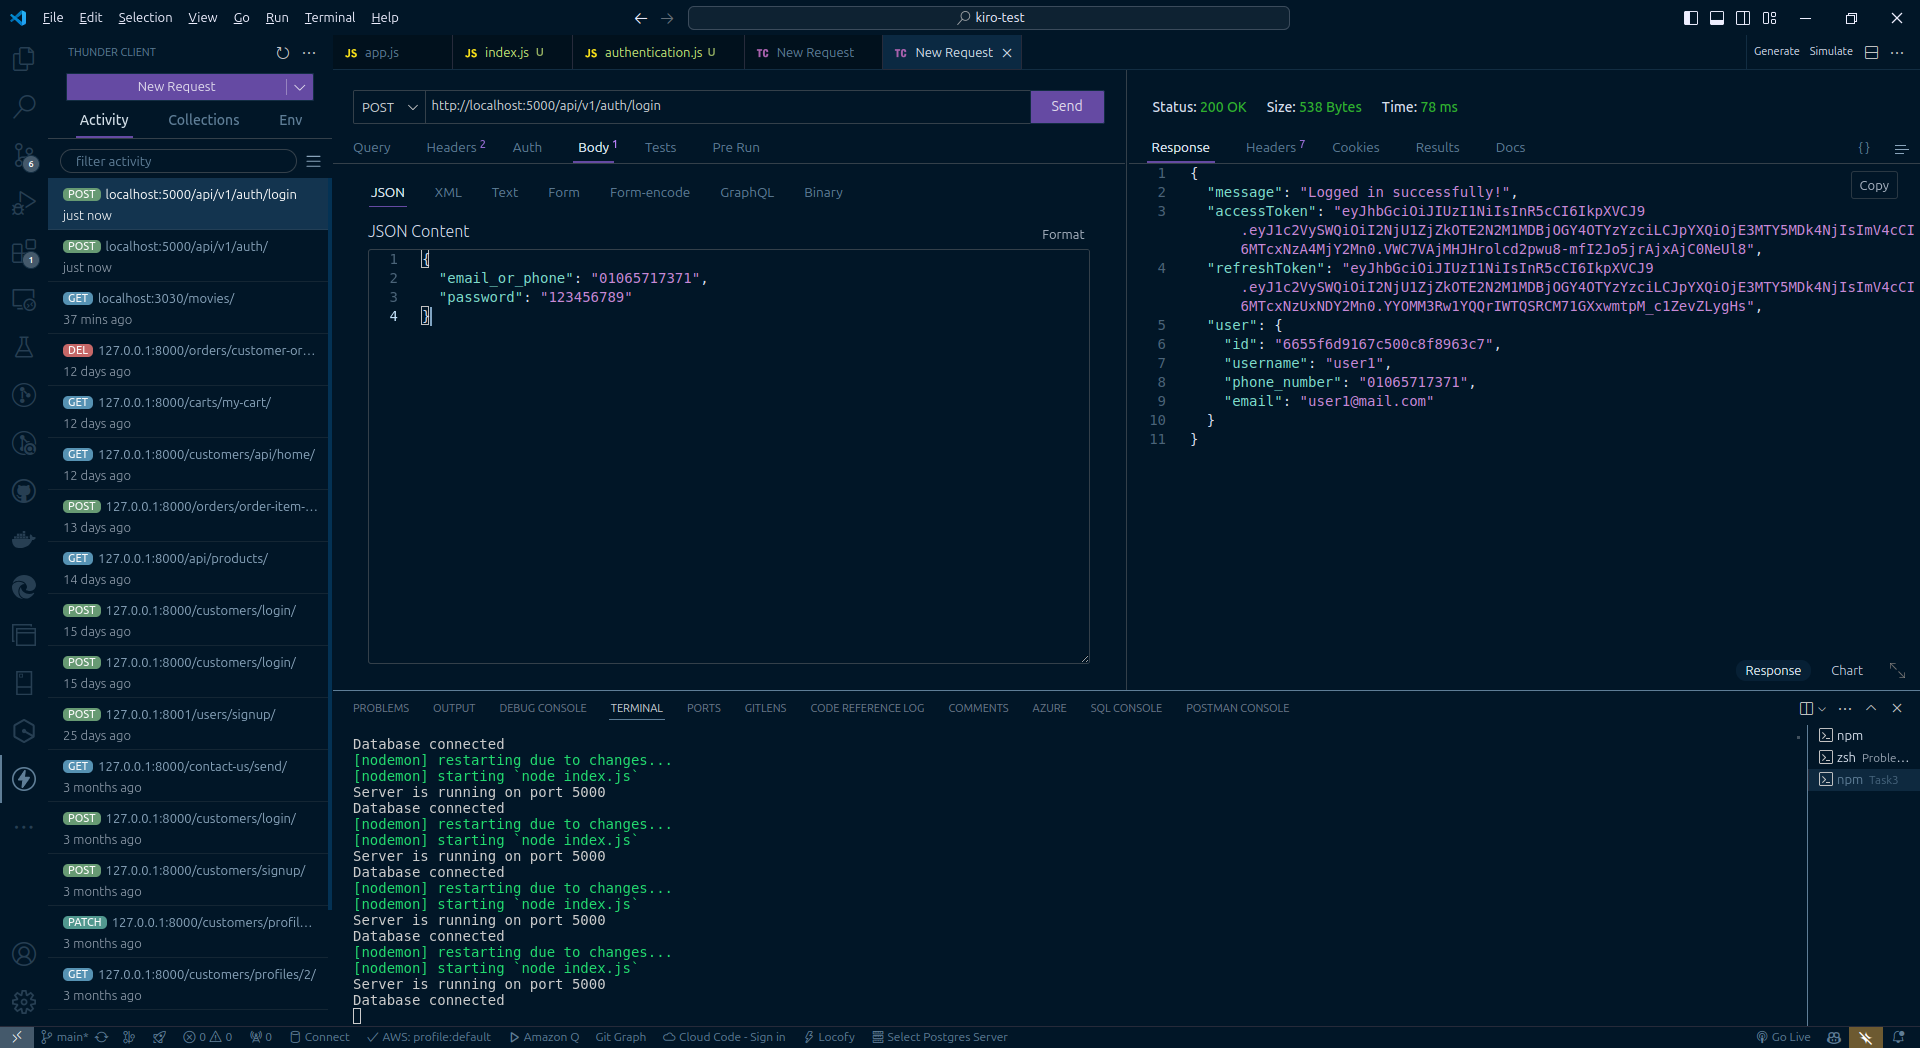 File Edit Selection View Go Run Terminal Help
kiro-test
THUNDER CLIENT
New Request
Activity Collections Env
filter activity
POST localhost:5000/api/v1/auth/login
just now
POST localhost:5000/api/v1/auth/
just now
GET localhost:3030/movies/
37 mins ago
DEL 127.0.0.1:8000/orders/customer-or...
12 days ago
GET 127.0.0.1:8000/carts/my-cart/
12 days ago
GET 127.0.0.1:8000/customers/api/home/
12 days ago
POST 127.0.0.1:8000/orders/order-item-...
13 days ago
GET 127.0.0.1:8000/api/products/
14 days ago
POST 127.0.0.1:8000/customers/login/
15 days ago
POST 127.0.0.1:8000/customers/login/
15 days ago
POST 127.0.0.1:8001/users/signup/
25 days ago
GET 127.0.0.1:8000/contact-us/send/
3 months ago
POST 127.0.0.1:8000/customers/login/
3 months ago
POST 127.0.0.1:8000/customers/signup/
3 months ago
PATCH 127.0.0.1:8000/customers/profil...
3 months ago
GET 127.0.0.1:8000/customers/profiles/2/
3 months ago
6
1
JS app.js JS index.js U JS authentication.js U TC New Request TC New Request
Generate Simulate
POST http://localhost:5000/api/v1/auth/login Send
Query Headers 2 Auth Body 1 Tests Pre Run
JSON XML Text Form Form-encode GraphQL Binary
JSON Content Format
1 {
2 "email_or_phone": "01065717371",
3 "password": "123456789"
4 }
Status: 200 OK Size: 538 Bytes Time: 78 ms
Response Headers 7 Cookies Results Docs {}
Copy
1 {
2 "message": "Logged in successfully!",
3 "accessToken": "eyJhbGciOiJIUzI1NiIsInR5cCI6IkpXVCJ9
.eyJ1c2VySWQiOiI2NjU1ZjZkOTE2N2M1MDBjOGY4OTYzYzciLCJpYXQiOjE3MTY5MDk4NjIsImV4cCI
6MTcxNzA4MjY2Mn0.VWC7VAjMHJHrolcd2pwu8-mfI2Jo5jrAjxAjC0NeUl8",
4 "refreshToken": "eyJhbGciOiJIUzI1NiIsInR5cCI6IkpXVCJ9
.eyJ1c2VySWQiOiI2NjU1ZjZkOTE2N2M1MDBjOGY4OTYzYzciLCJpYXQiOjE3MTY5MDk4NjIsImV4cCI
6MTcxNzUxNDY2Mn0.YYOMM3Rw1YQQrIWTQSRCM71GXxwmtpM_c1ZevZLygHs",
5 "user": {
6 "id": "6655f6d9167c500c8f8963c7",
7 "username": "user1",
8 "phone_number": "01065717371",
9 "email": "user1@mail.com"
10 }
11 }
Response Chart
PROBLEMS OUTPUT DEBUG CONSOLE TERMINAL PORTS GITLENS CODE REFERENCE LOG COMMENTS AZURE SQL CONSOLE POSTMAN CONSOLE
Database connected
[nodemon] restarting due to changes...
[nodemon] starting `node index.js`
Server is running on port 5000
Database connected
[nodemon] restarting due to changes...
[nodemon] starting `node index.js`
Server is running on port 5000
Database connected
[nodemon] restarting due to changes...
[nodemon] starting `node index.js`
Server is running on port 5000
Database connected
[nodemon] restarting due to changes...
[nodemon] starting `node index.js`
Server is running on port 5000
Database connected
npm
zsh Proble...
npm Task3
main* 0 0 0 Connect AWS: profile:default Amazon Q Git Graph Cloud Code - Sign in Locofy Select Postgres Server Go Live